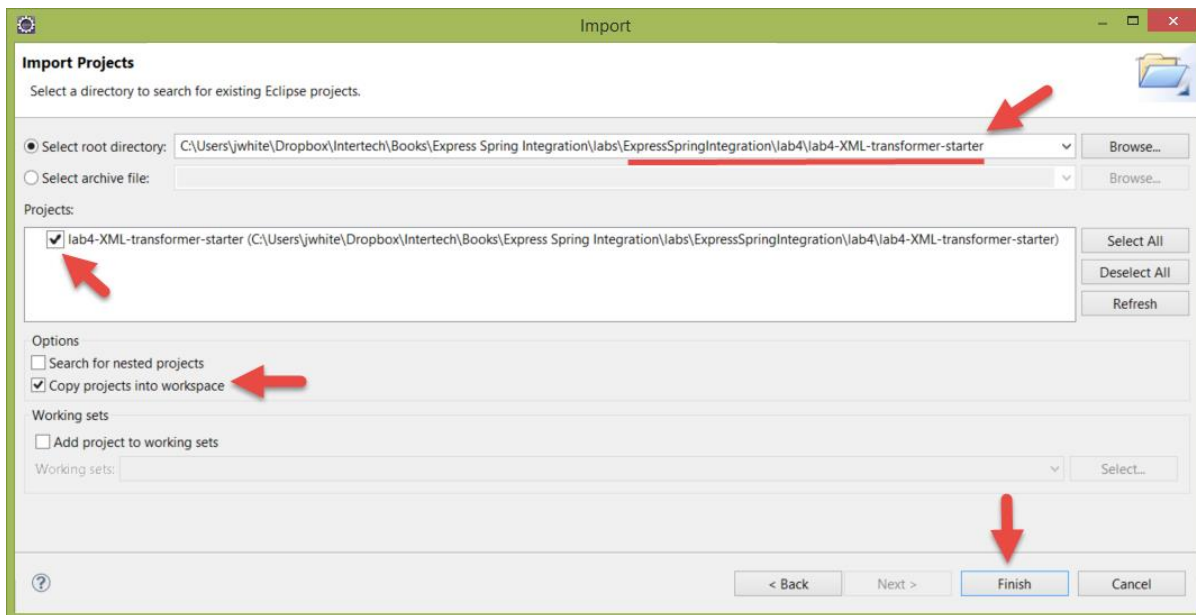 Import
Import Projects
Select a directory to search for existing Eclipse projects.
Select root directory: C:\Users\jwhite\Dropbox\Intertech\Books\Express Spring Integration\labs\ExpressSpringIntegration\lab4\lab4-XML-transformer-starter Browse...
Select archive file: Browse...
Projects:
lab4-XML-transformer-starter (C:\Users\jwhite\Dropbox\Intertech\Books\Express Spring Integration\labs\ExpressSpringIntegration\lab4\lab4-XML-transformer-starter) Select All
Deselect All
Refresh
Options
Search for nested projects
Copy projects into workspace
Working sets
Add project to working sets
Working sets: Select...
? < Back Next > Finish Cancel